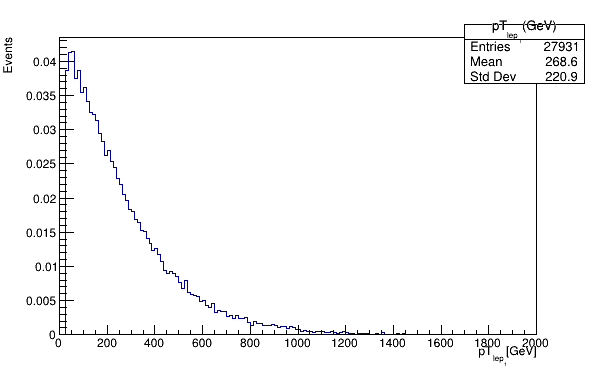 pT_lep_1 (GeV)
Entries 27931
Mean 268.6
Std Dev 220.9
Events
0.04
0.035
0.03
0.025
0.02
0.015
0.01
0.005
0
0 200 400 600 800 1000 1200 1400 1600 1800 2000
pT_lep_1[GeV]